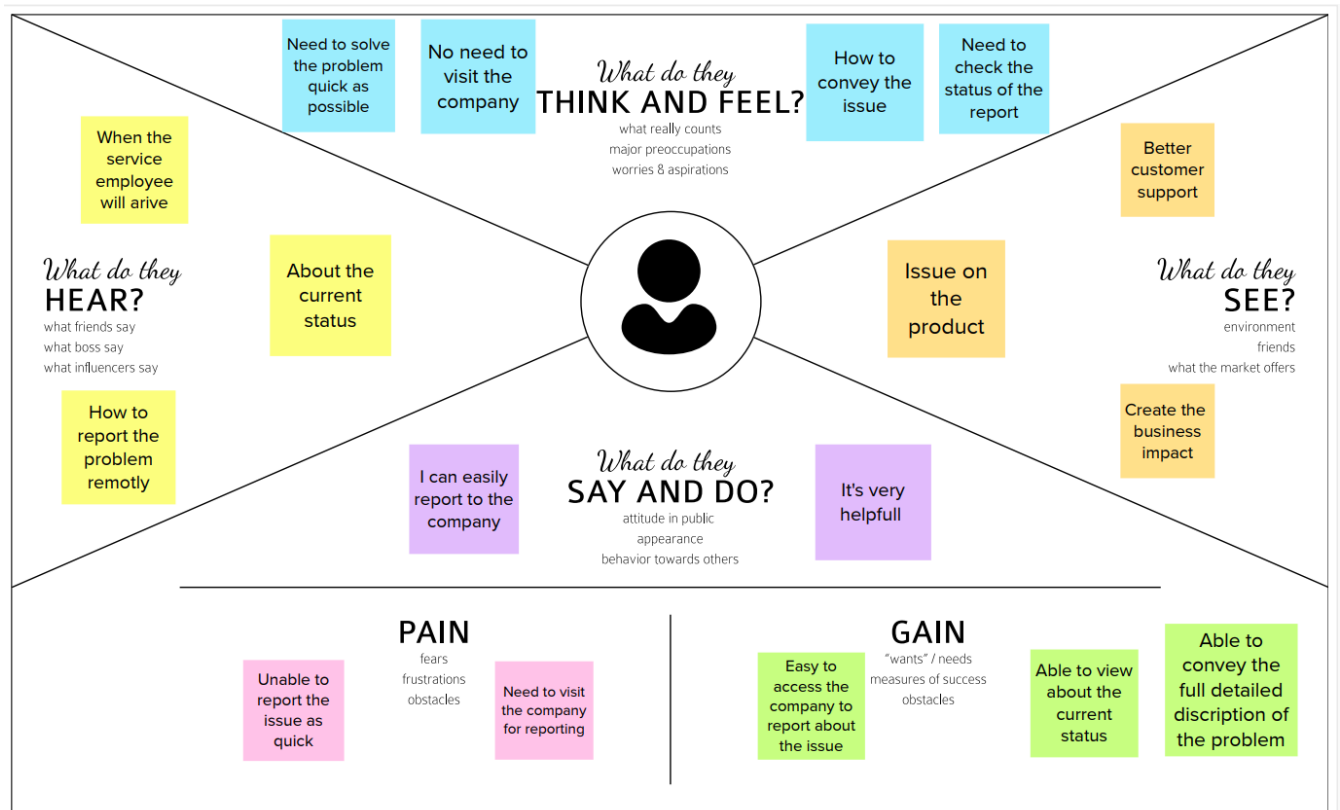 Need to solve
the problem
quick as
possible
No need to
visit the
company
What do they
THINK AND FEEL?
what really counts
major preoccupations
worries & aspirations
How to
convey the
issue
Need to
check the
status of the
report
When the
service
employee
will arive
What do they
HEAR?
what friends say
what boss say
what influencers say
About the
current
status
How to
report the
problem
remotly
Issue on
the
product
Better
customer
support
What do they
SEE?
environment
friends
what the market offers
Create the
business
impact
I can easily
report to the
company
What do they
SAY AND DO?
attitude in public
appearance
behavior towards others
It's very
helpfull
PAIN
fears
frustrations
obstacles
Unable to
report the
issue as
quick
Need to visit
the company
for reporting
GAIN
"wants" / needs
measures of success
obstacles
Easy to
access the
company to
report about
the issue
Able to view
about the
current
status
Able to
convey the
full detailed
discription of
the problem